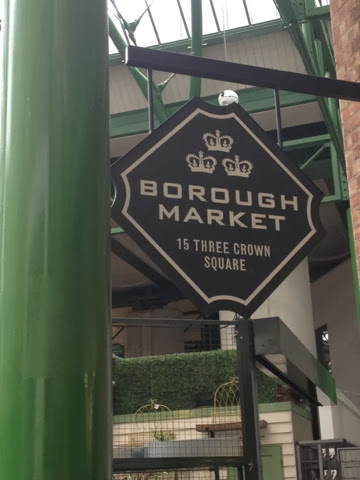 BOROUGH
MARKET
15 THREE CROWN
SQUARE